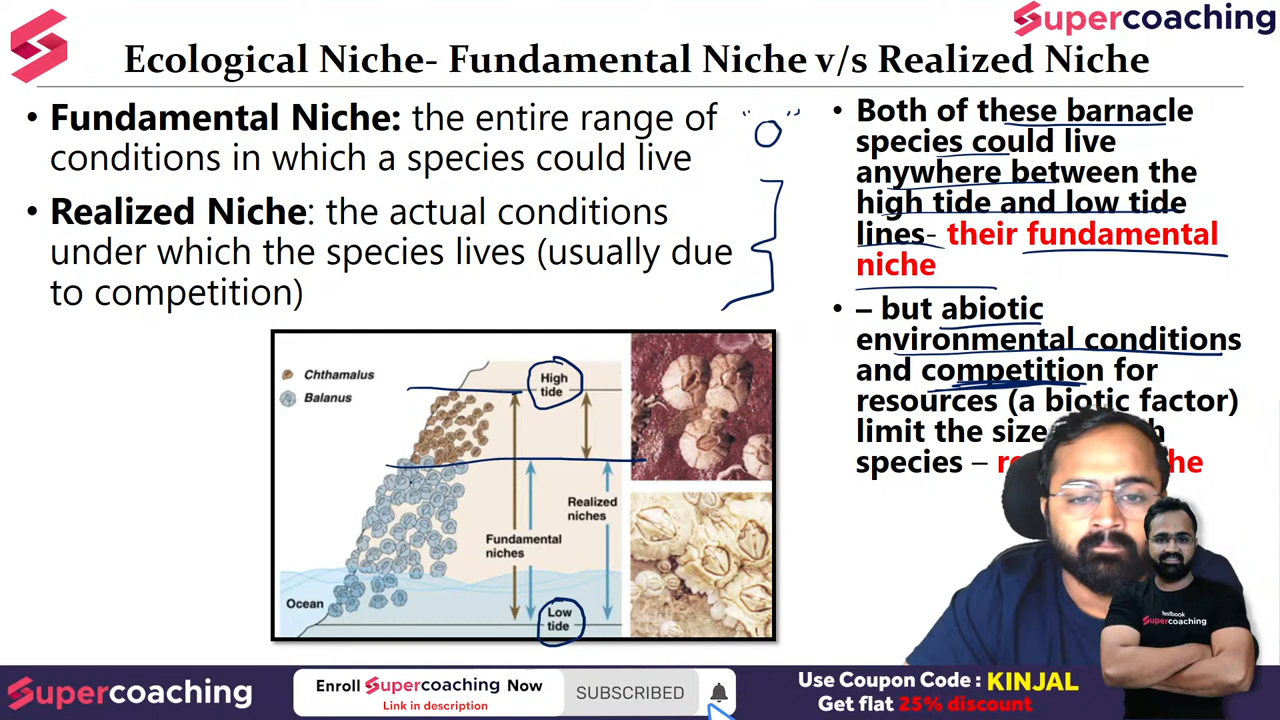 Supercoaching
Ecological Niche- Fundamental Niche v/s Realized Niche
• Fundamental Niche: the entire range of
conditions in which a species could live
• Realized Niche: the actual conditions
under which the species lives (usually due
to competition)
"O"
• Both of these barnacle
species could live
anywhere between the
high tide and low tide
lines- their fundamental
niche
• – but abiotic
environmental conditions
and competition for
resources (a biotic factor)
limit the size
species –
Chthamalus
Balanus
High
tide
Realized
niches
Fundamental
niches
Ocean
Low
tide
testbook
Supercoaching
Supercoaching
Enroll Supercoaching Now
Link in description
SUBSCRIBED
Use Coupon Code : KINJAL
Get flat 25% discount